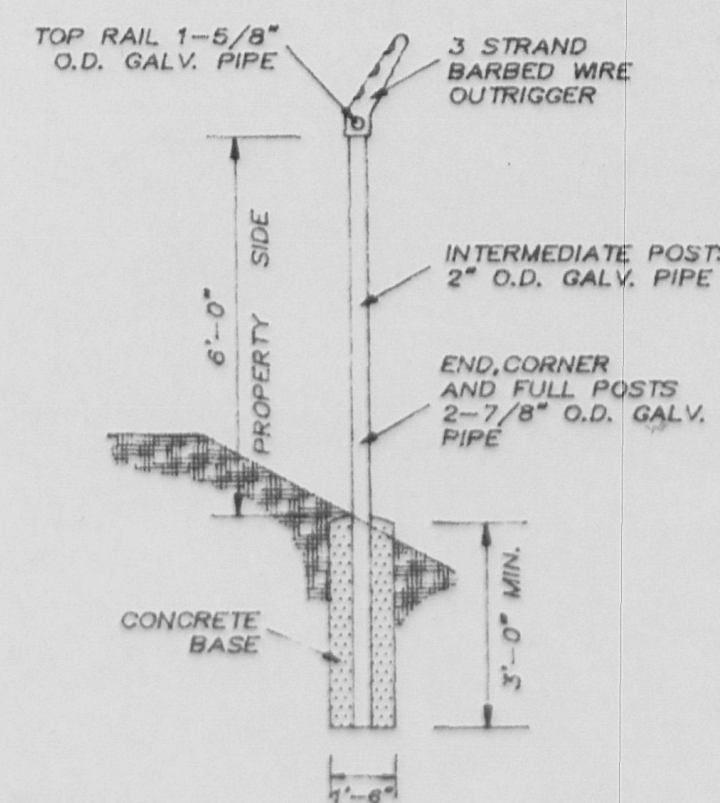 TOP RAIL 1-5/8"
O.D. GALV. PIPE
3 STRAND
BARBED WIRE
OUTRIGGER
6'-0"
PROPERTY SIDE
INTERMEDIATE POSTS
2" O.D. GALV. PIPE
END,CORNER
AND FULL POSTS
2-7/8" O.D. GALV.
PIPE
CONCRETE
BASE
3'-0" MIN.
1'-6"